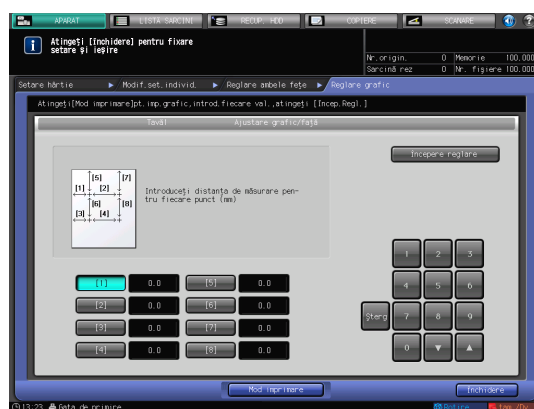 APARAT LISTA SARCINI RECUP. HDD COPIERE SCANARE
Atingeţi [Închidere] pentru fixare
setare şi ieşire
Nr.origin. 0 Memorie 100.000
Sarcină rez 0 Nr. fişiere 100.000
Setare hârtie Modif.set.individ. Reglare ambele feţe Reglare grafic
Atingeţi[Mod imprimare]pt.imp.grafic,introd.fiecare val.,atingeţi [Încep.Regl.]
Tavă1 Ajustare grafic/faţă
Începere reglare
[5] [7]
[1] [2]
[6] [8]
[3] [4]
Introduceţi distanţa de măsurare pen-
tru fiecare punct (mm)
1 2 3
[1] 0.0 [5] 0.0
4 5 6
[2] 0.0 [6] 0.0
Şterg 7 8 9
[3] 0.0 [7] 0.0
[4] 0.0 [8] 0.0
0
Mod imprimare
Închidere
13:23 Gata de primire
Rotire